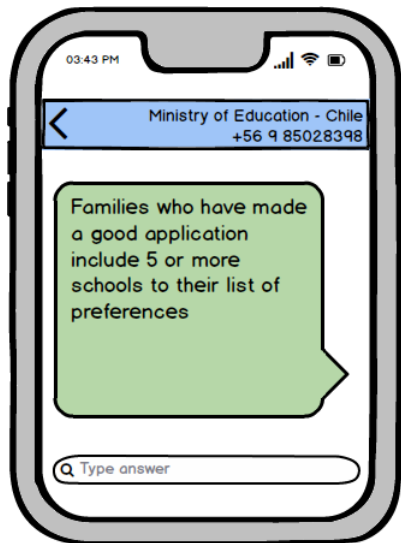 03:43 PM
Ministry of Education - Chile
+56 9 85028398
Families who have made
a good application
include 5 or more
schools to their list of
preferences
Type answer